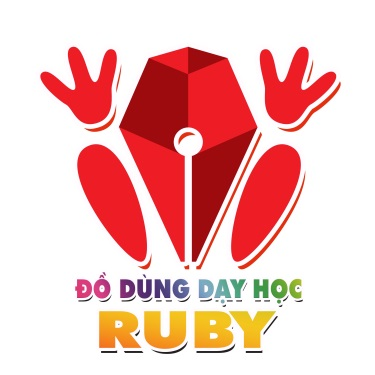 ĐỒ DÙNG DẠY HỌC
RUBY